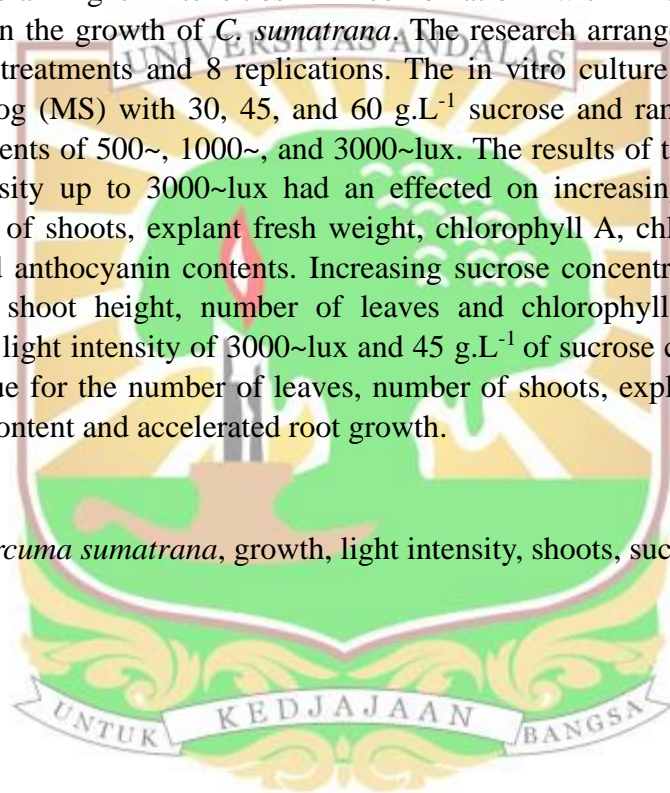 in the growth of C. sumatrana. The research arrange
UNIVERSITAS ANDALAS
treatments and 8 replications. The in vitro culture
og (MS) with 30, 45, and 60 g.L-1 sucrose and ran
ents of 500~, 1000~, and 3000~lux. The results of t
sity up to 3000~lux had an effected on increasin
of shoots, explant fresh weight, chlorophyll A, chl
d anthocyanin contents. Increasing sucrose concentr
shoot height, number of leaves and chlorophyll
light intensity of 3000~lux and 45 g.L-1 of sucrose c
ue for the number of leaves, number of shoots, expl
ontent and accelerated root growth.
rcuma sumatrana, growth, light intensity, shoots, suc
UNTUK KEDJAJAAN BANGSA